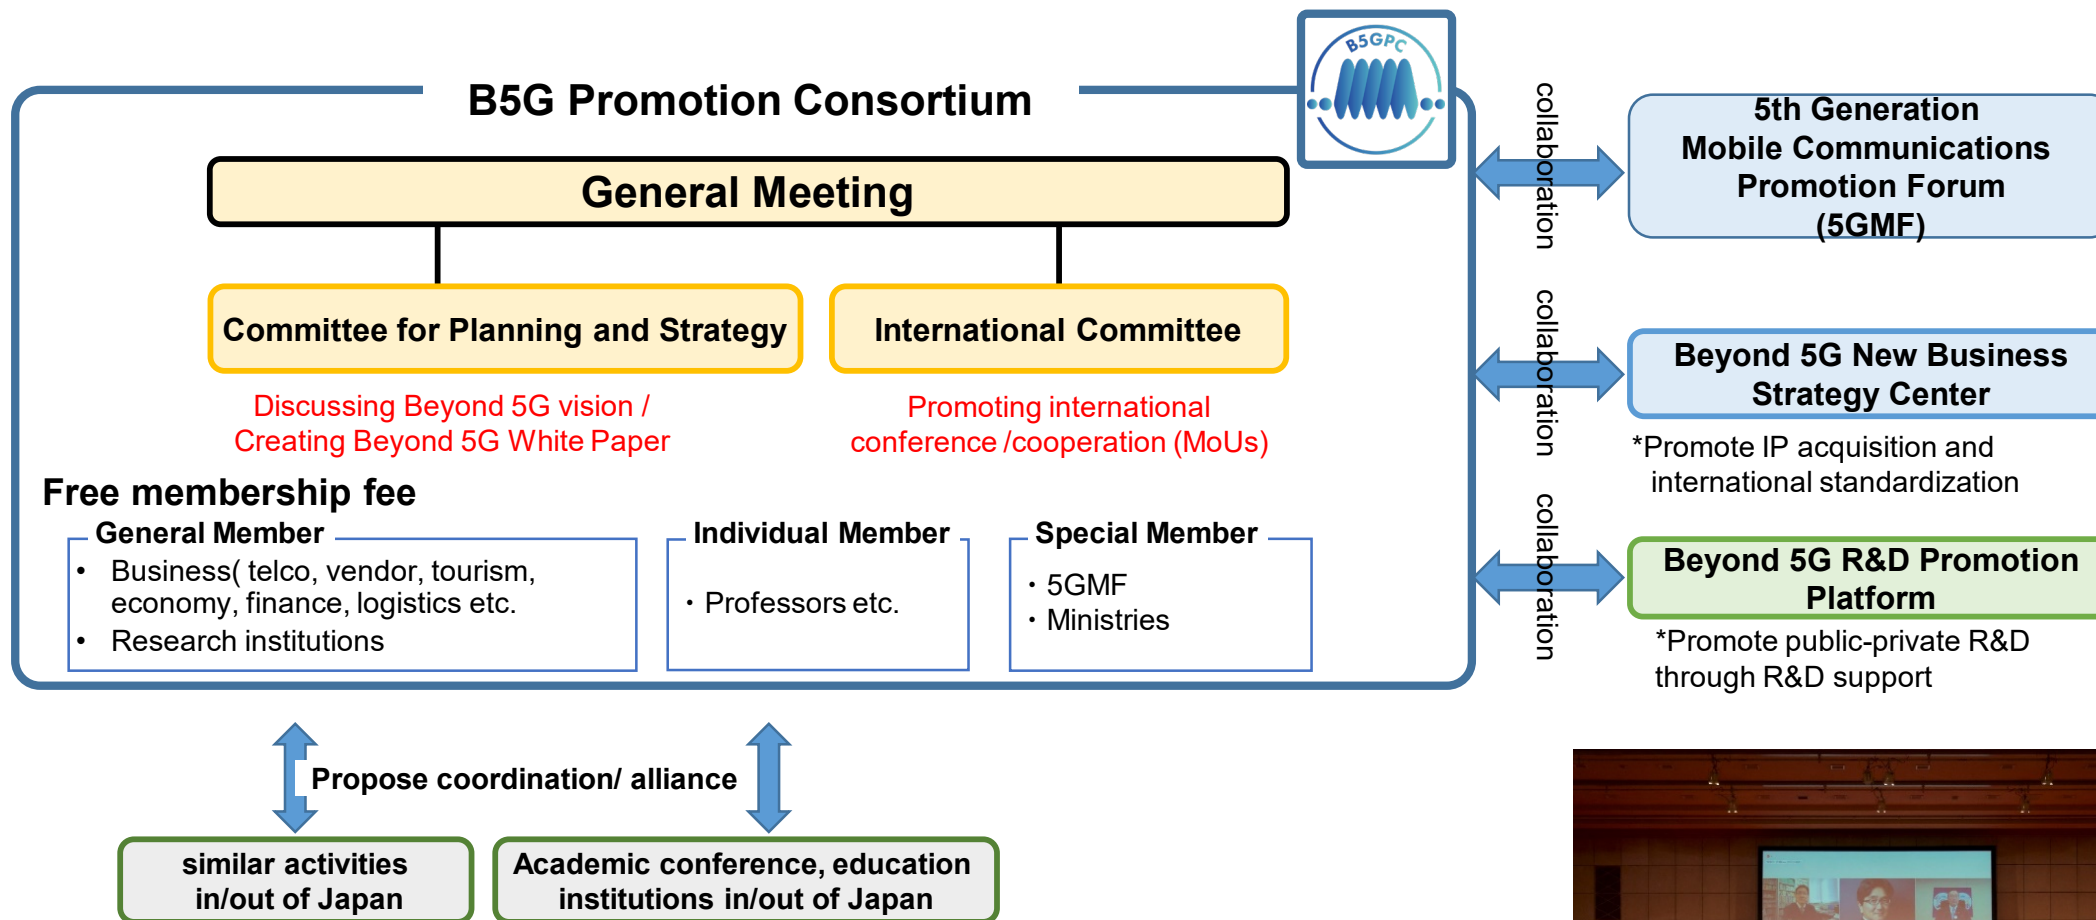 B5GPC
B5G Promotion Consortium
General Meeting
Committee for Planning and Strategy
International Committee
Discussing Beyond 5G vision /
Creating Beyond 5G White Paper
Promoting international
conference /cooperation (MoUs)
Free membership fee
General Member
• Business( telco, vendor, tourism,
economy, finance, logistics etc.
• Research institutions
Individual Member
・Professors etc.
Special Member
・5GMF
・Ministries
collaboration
5th Generation
Mobile Communications
Promotion Forum
(5GMF)
collaboration
Beyond 5G New Business
Strategy Center
*Promote IP acquisition and
international standardization
collaboration
Beyond 5G R&D Promotion
Platform
*Promote public-private R&D
through R&D support
Propose coordination/ alliance
similar activities
in/out of Japan
Academic conference, education
institutions in/out of Japan